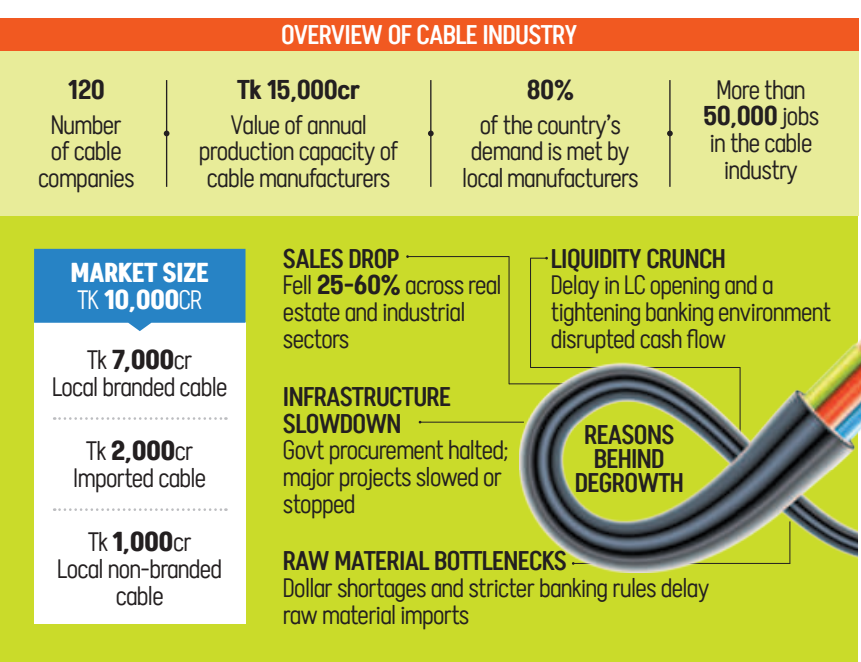 OVERVIEW OF CABLE INDUSTRY
120
Number
of cable
companies
Tk 15,000cr
Value of annual
production capacity of
cable manufacturers
80%
of the country's
demand is met by
local manufacturers
More than
50,000 jobs
in the cable
industry
MARKET SIZE
TK 10,000CR
Tk 7,000cr
Local branded cable
Tk 2,000cr
Imported cable
Tk 1,000cr
Local non-branded
cable
SALES DROP
Fell 25-60% across real
estate and industrial
sectors
LIQUIDITY CRUNCH
Delay in LC opening and a
tightening banking environment
disrupted cash flow
INFRASTRUCTURE
SLOWDOWN
Govt procurement halted;
major projects slowed or
stopped
REASONS
BEHIND
DEGROWTH
RAW MATERIAL BOTTLENECKS
Dollar shortages and stricter banking rules delay
raw material imports